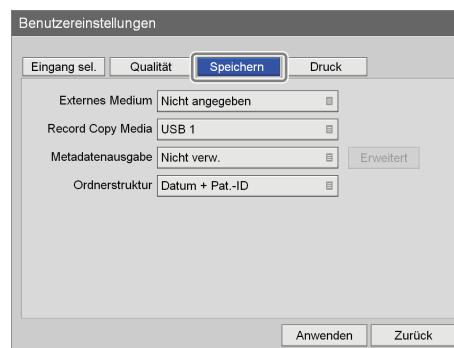 Benutzereinstellungen
Eingang sel. Qualität Speichern Druck
Externes Medium Nicht angegeben
Record Copy Media USB 1
Metadatenausgabe Nicht verw. Erweitert
Ordnerstruktur Datum + Pat.-ID
Anwenden Zurück